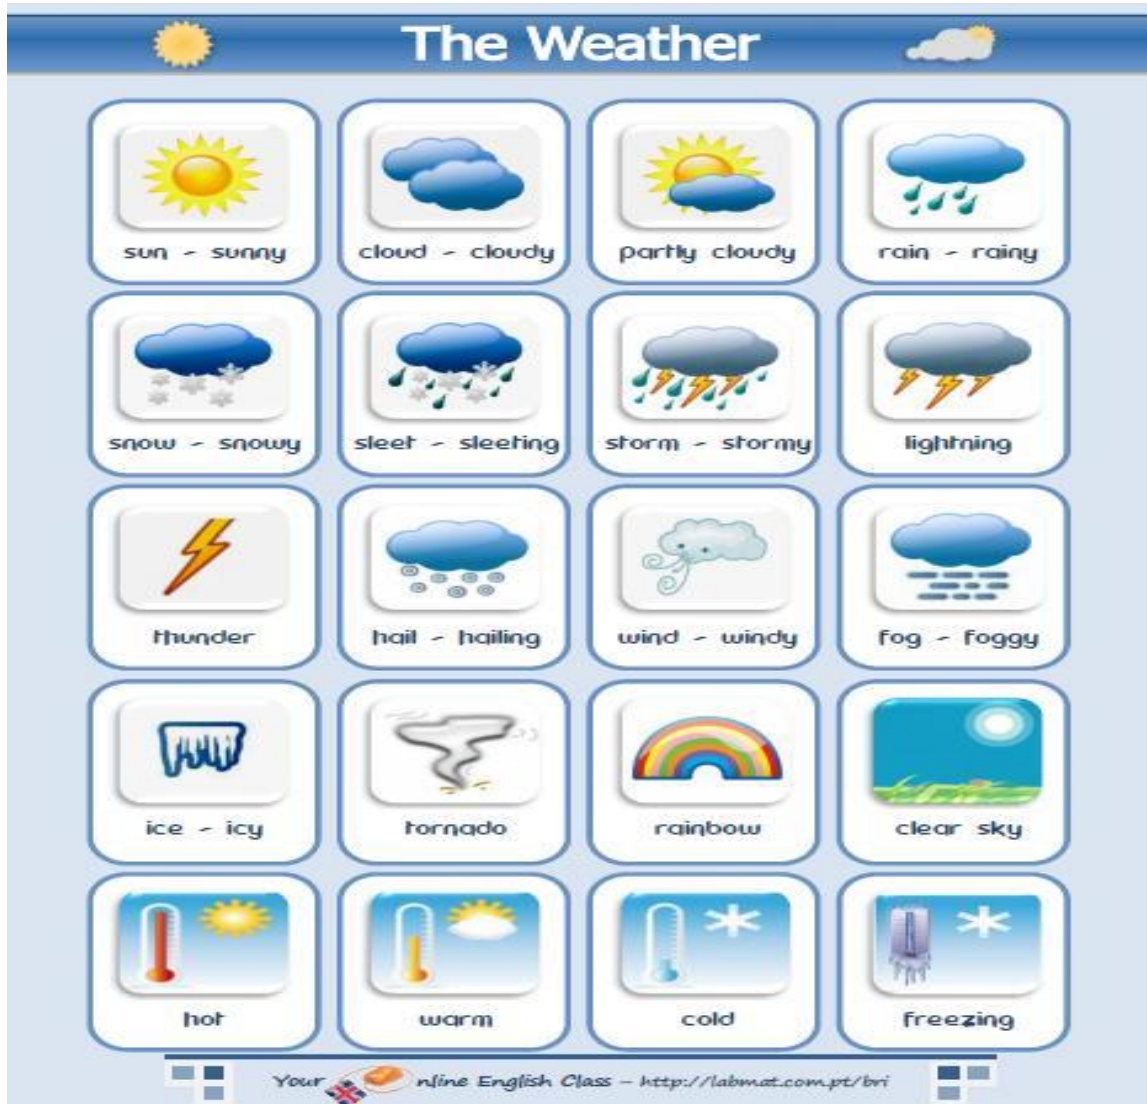 The Weather
sun - sunny
cloud - cloudy
partly cloudy
rain - rainy
snow - snowy
sleet - sleeting
storm - stormy
lightning
thunder
hail - hailing
wind - windy
fog - foggy
ice - icy
tornado
rainbow
clear sky
hot
warm
cold
freezing
Your nline English Class - http://labmat.com.pt/bri